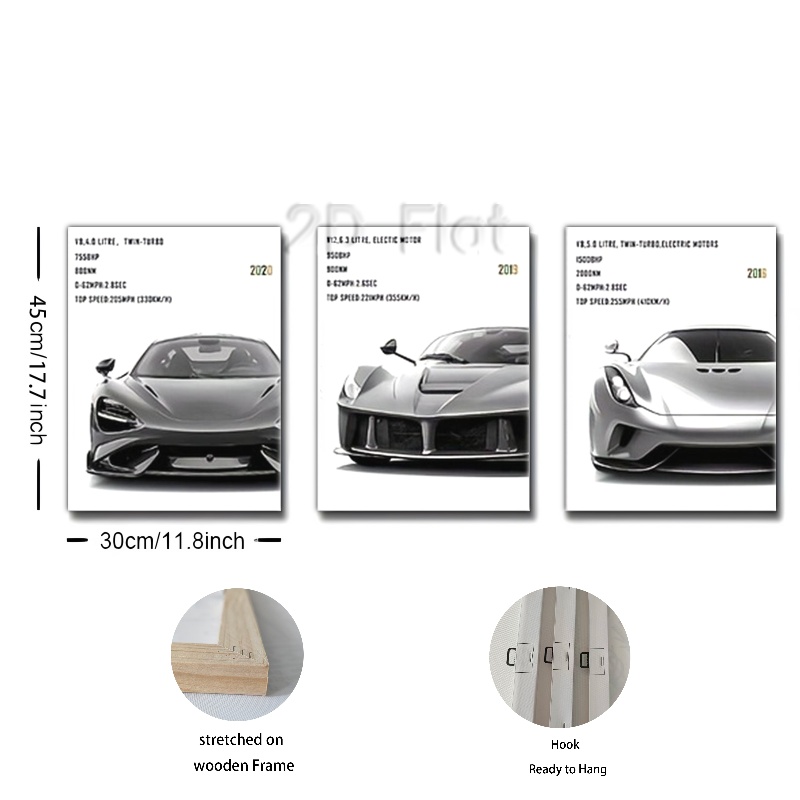 2D Flat
V8,4.0 LITRE, TWIN-TURBO
755BHP
800NM
0-62MPH:2.8SEC
TOP SPEED:205MPH (330KM/H)
2020
V12,6.3 LITRE, ELECTIC MOTOR
950BHP
900NM
0-62MPH:2.6SEC
TOP SPEED:221MPH (355KM/H)
2013
V8,5.0 LITRE, TWIN-TURBO,ELECTRIC MOTORS
1500BHP
2000NM
0-62MPH:2.8SEC
TOP SPEED:255MPH (410KM/H)
2016
45cm/17.7inch
30cm/11.8inch
stretched on
wooden Frame
Hook
Ready to Hang